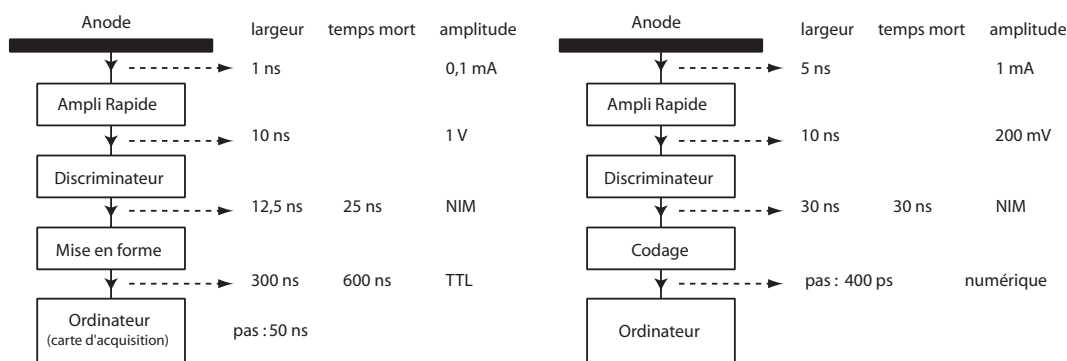 Anode
largeur temps mort amplitude
1 ns 0,1 mA
Ampli Rapide
10 ns 1 V
Discriminateur
12,5 ns 25 ns NIM
Mise en forme
300 ns 600 ns TTL
Ordinateur
(carte d'acquisition)
pas : 50 ns
Anode
largeur temps mort amplitude
5 ns 1 mA
Ampli Rapide
10 ns 200 mV
Discriminateur
30 ns 30 ns NIM
Codage
pas : 400 ps numérique
Ordinateur